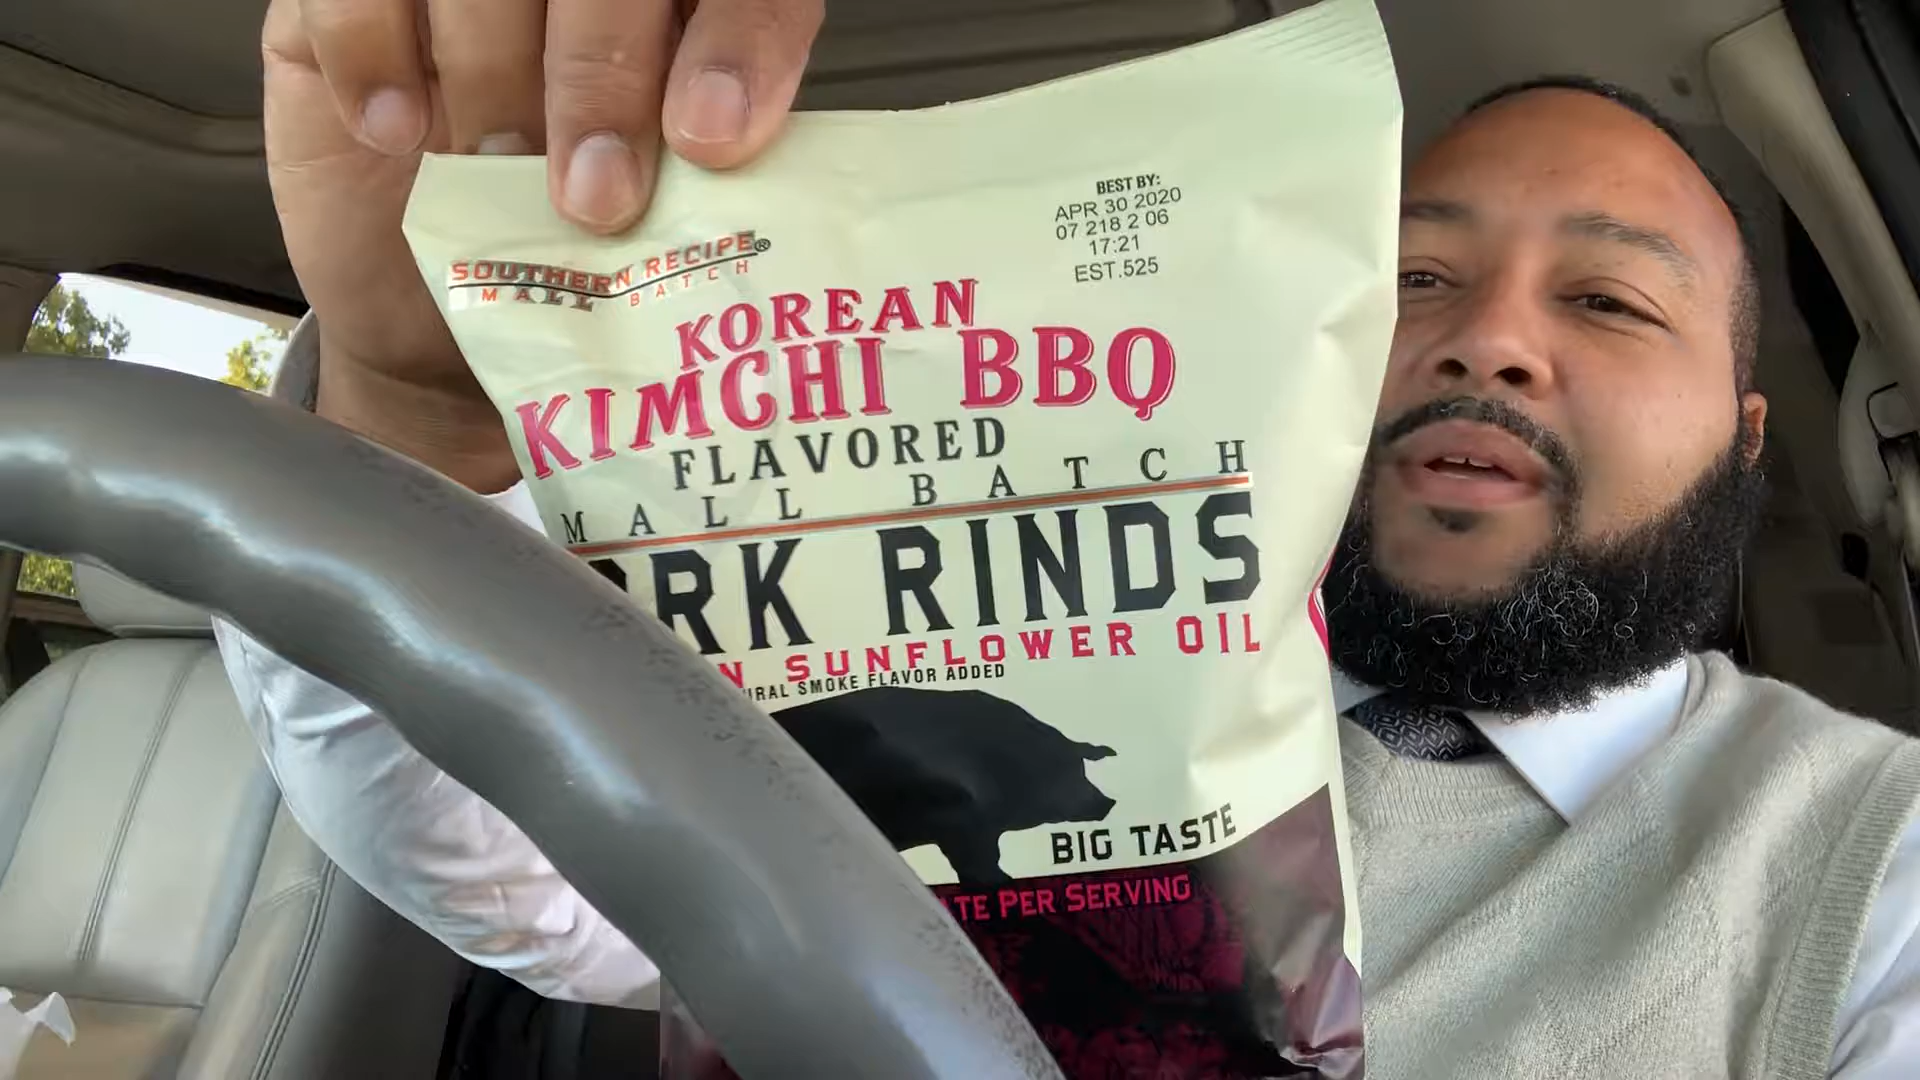 SOUTHERN RECIPE®
MALL BATCH
BEST BY:
APR 30 2020
07 218 2 06
17:21
EST.525
KOREAN
KIMCHI BBQ
FLAVORED
MALL BATCH
RK RINDS
N SUNFLOWER OIL
RAL SMOKE FLAVOR ADDED
BIG TASTE
TE PER SERVING